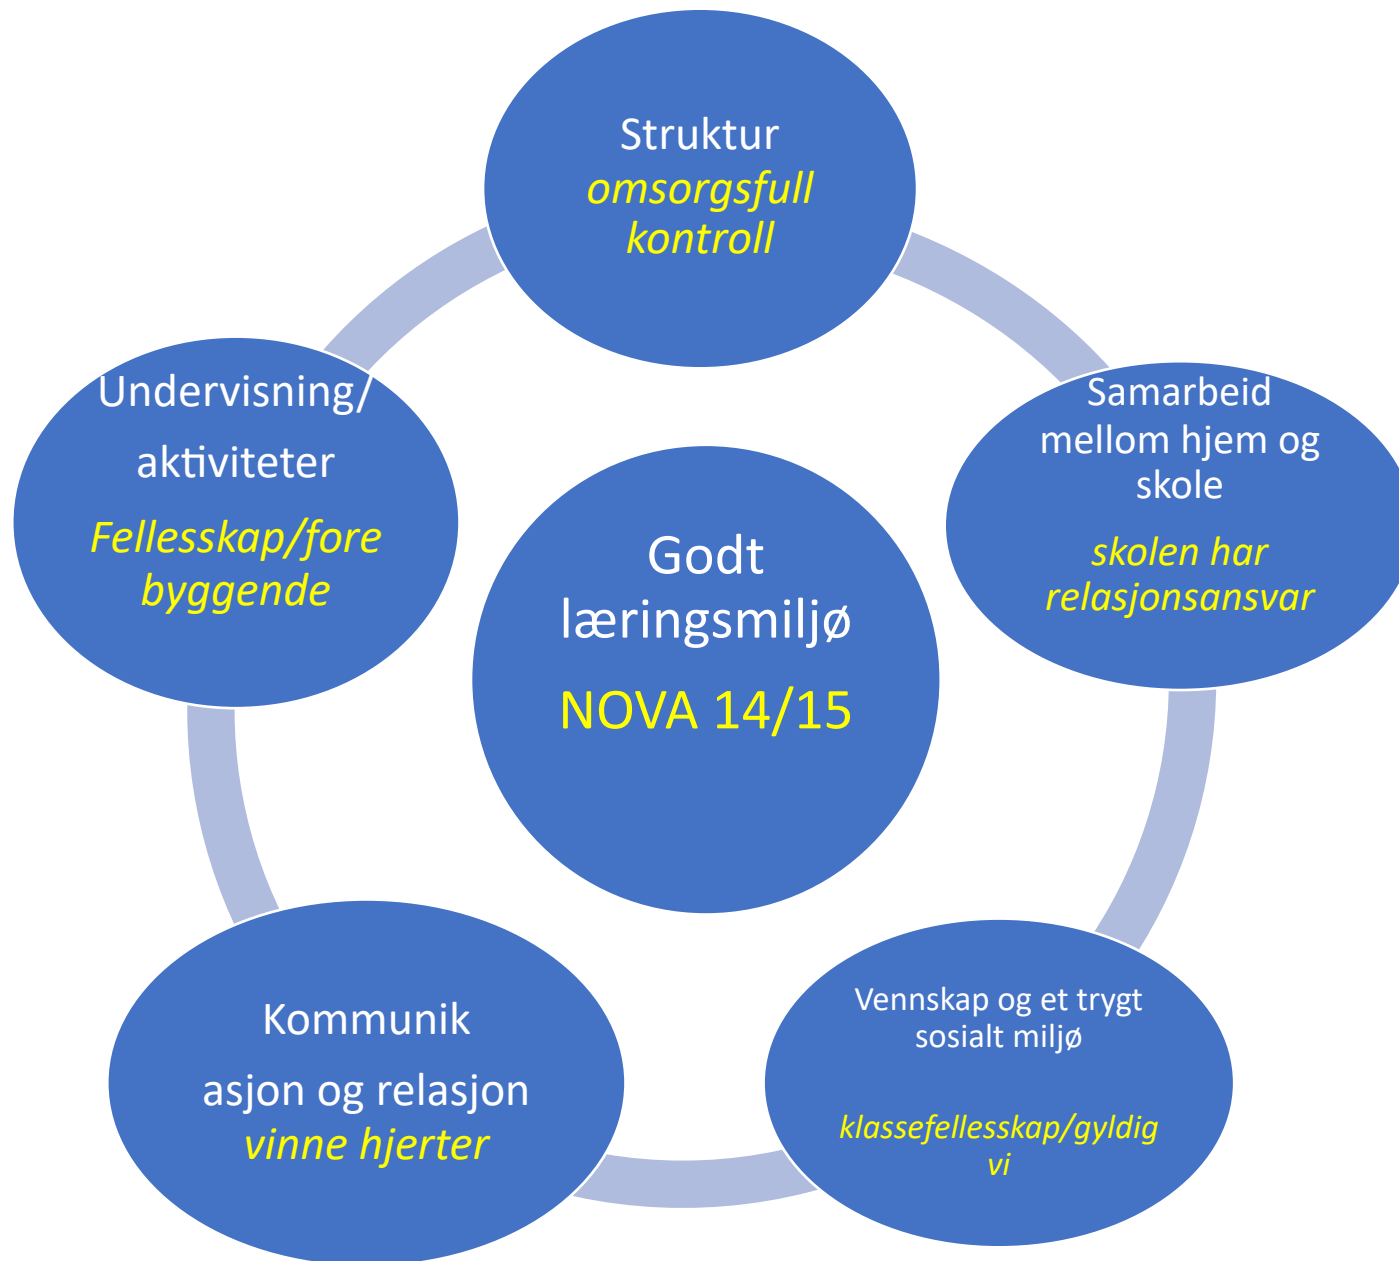 Struktur
omsorgsfull
kontroll
Samarbeid
mellom hjem og
skole
skolen har
relasjonsansvar
Undervisning/
aktiviteter
Fellesskap/fore
byggende
Godt
læringsmiljø
NOVA 14/15
Vennskap og et trygt
sosialt miljø
klassefellesskap/gyldig
vi
Kommunik
asjon og relasjon
vinne hjerter